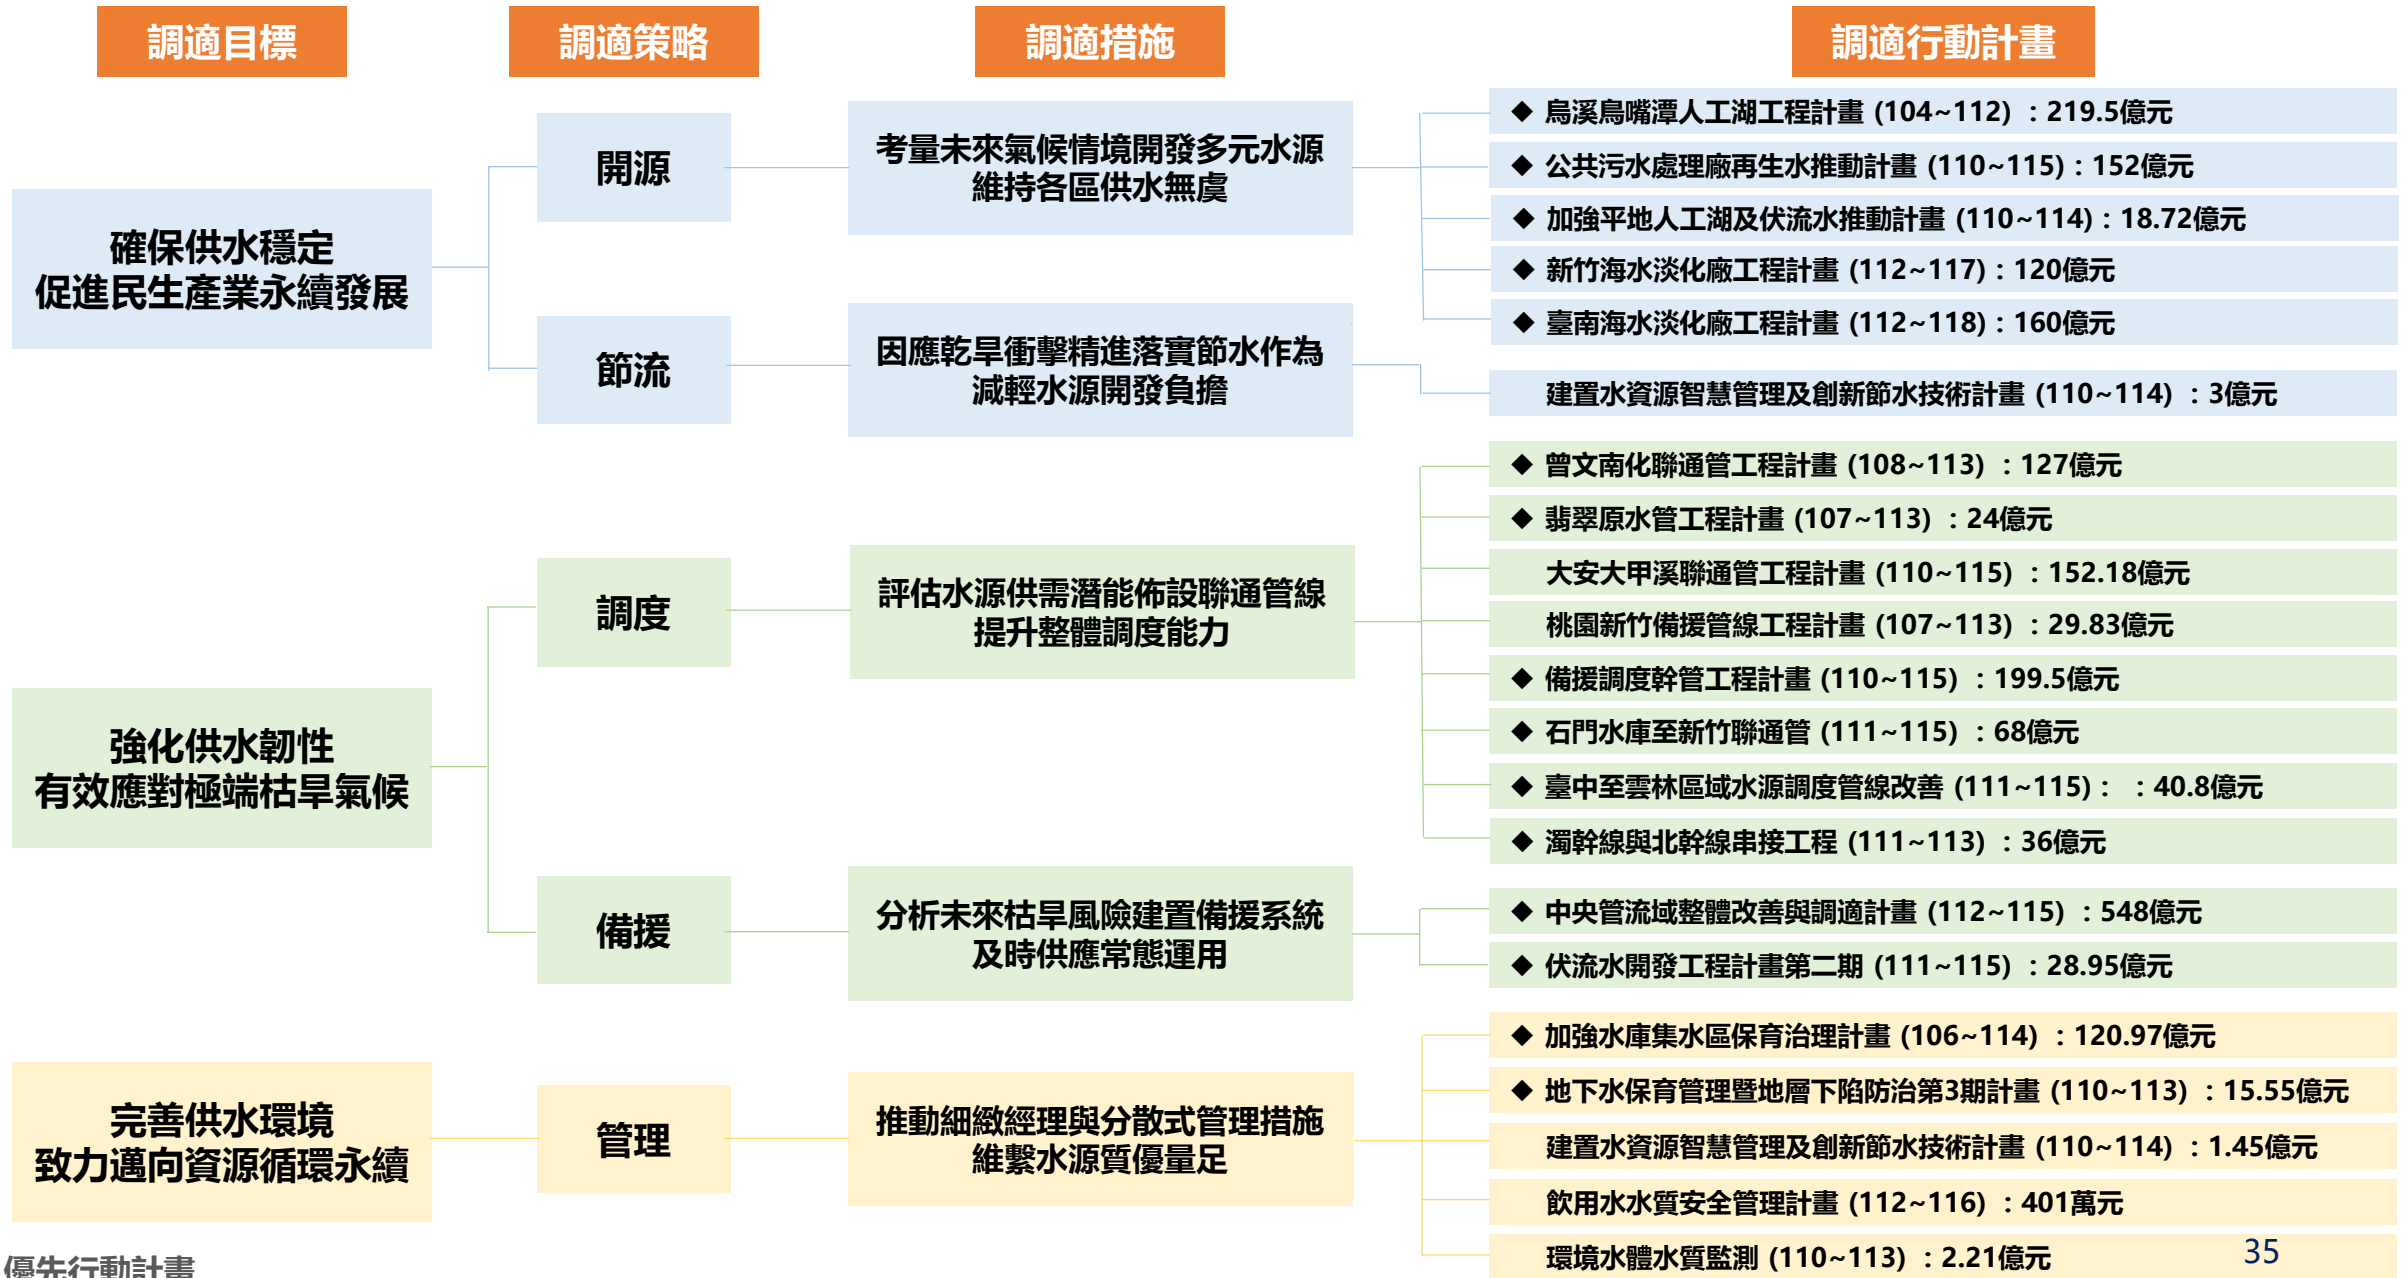 調適目標
調適策略
調適措施
調適行動計畫
確保供水穩定
促進民生產業永續發展
開源
考量未來氣候情境開發多元水源
維持各區供水無虞
◆ 烏溪鳥嘴潭人工湖工程計畫 (104~112) :219.5億元
◆ 公共污水處理廠再生水推動計畫 (110~115):152億元
◆ 加強平地人工湖及伏流水推動計畫 (110~114):18.72億元
◆ 新竹海水淡化廠工程計畫 (112~117):120億元
◆ 臺南海水淡化廠工程計畫 (112~118):160億元
節流
因應乾旱衝擊精進落實節水作為
減輕水源開發負擔
建置水資源智慧管理及創新節水技術計畫 (110~114) :3億元
強化供水韌性
有效應對極端枯旱氣候
調度
評估水源供需潛能佈設聯通管線
提升整體調度能力
◆ 曾文南化聯通管工程計畫 (108~113) :127億元
◆ 翡翠原水管工程計畫 (107~113) :24億元
大安大甲溪聯通管工程計畫 (110~115) :152.18億元
桃園新竹備援管線工程計畫 (107~113) :29.83億元
◆ 備援調度幹管工程計畫 (110~115) :199.5億元
◆ 石門水庫至新竹聯通管 (111~115) :68億元
◆ 臺中至雲林區域水源調度管線改善 (111~115): :40.8億元
◆ 濁幹線與北幹線串接工程 (111~113) :36億元
備援
分析未來枯旱風險建置備援系統
及時供應常態運用
◆ 中央管流域整體改善與調適計畫 (112~115) :548億元
◆ 伏流水開發工程計畫第二期 (111~115) :28.95億元
完善供水環境
致力邁向資源循環永續
管理
推動細緻經理與分散式管理措施
維繫水源質優量足
◆ 加強水庫集水區保育治理計畫 (106~114) :120.97億元
◆ 地下水保育管理暨地層下陷防治第3期計畫 (110~113) :15.55億元
建置水資源智慧管理及創新節水技術計畫 (110~114) :1.45億元
飲用水水質安全管理計畫 (112~116) :401萬元
環境水體水質監測 (110~113) :2.21億元
優先行動計畫
35